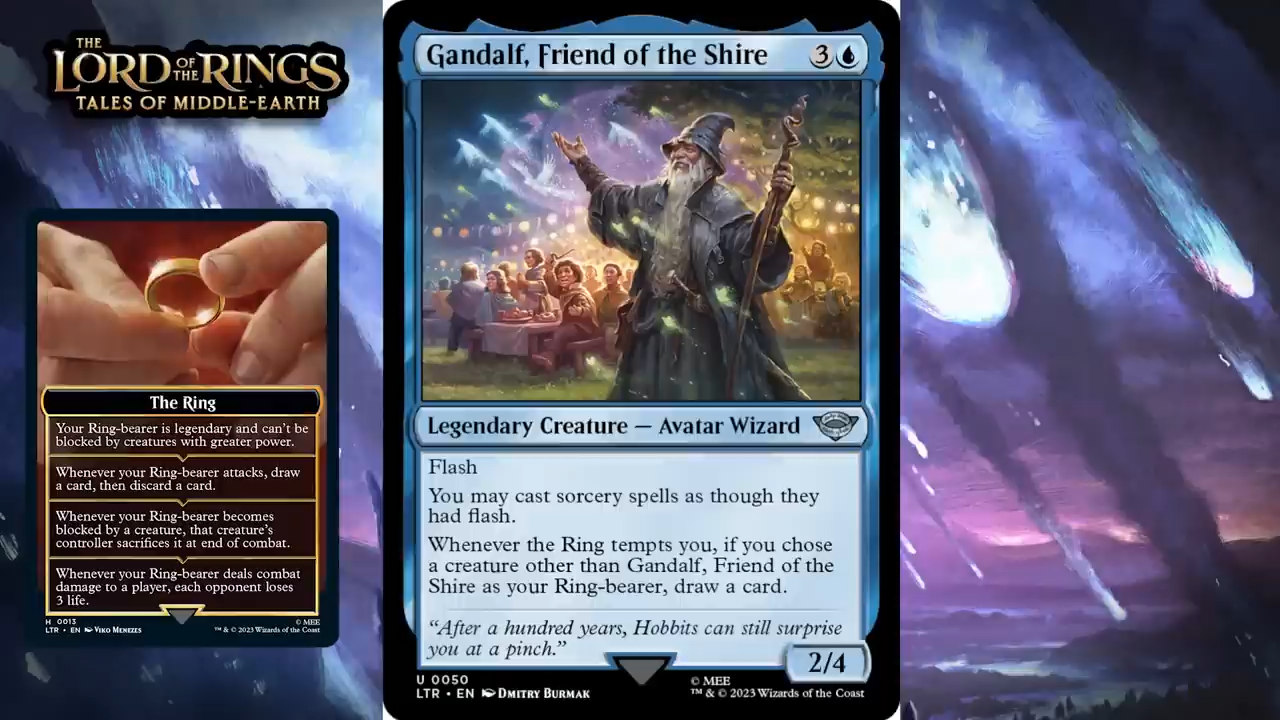 THE
LORD OF THE RINGS
TALES OF MIDDLE-EARTH
The Ring
Your Ring-bearer is legendary and can't be
blocked by creatures with greater power.
Whenever your Ring-bearer attacks, draw
a card, then discard a card.
Whenever your Ring-bearer becomes
blocked by a creature, that creature's
controller sacrifices it at end of combat.
Whenever your Ring-bearer deals combat
damage to a player, each opponent loses
3 life.
H 0013
LTR • EN Viko Menezes
© MEE
™ & © 2023 Wizards of the Coast
Gandalf, Friend of the Shire 3
Legendary Creature — Avatar Wizard
Flash
You may cast sorcery spells as though they
had flash.
Whenever the Ring tempts you, if you chose
a creature other than Gandalf, Friend of the
Shire as your Ring-bearer, draw a card.
“After a hundred years, Hobbits can still surprise
you at a pinch.”
2/4
U 0050
LTR • EN Dmitry Burmak
© MEE
™ & © 2023 Wizards of the Coast